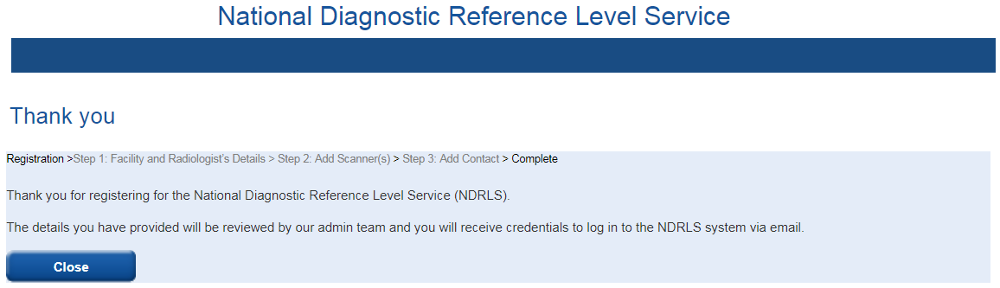 National Diagnostic Reference Level Service
Thank you
Registration >Step 1: Facility and Radiologist's Details > Step 2: Add Scanner(s) > Step 3: Add Contact > Complete
Thank you for registering for the National Diagnostic Reference Level Service (NDRLS).
The details you have provided will be reviewed by our admin team and you will receive credentials to log in to the NDRLS system via email.
Close